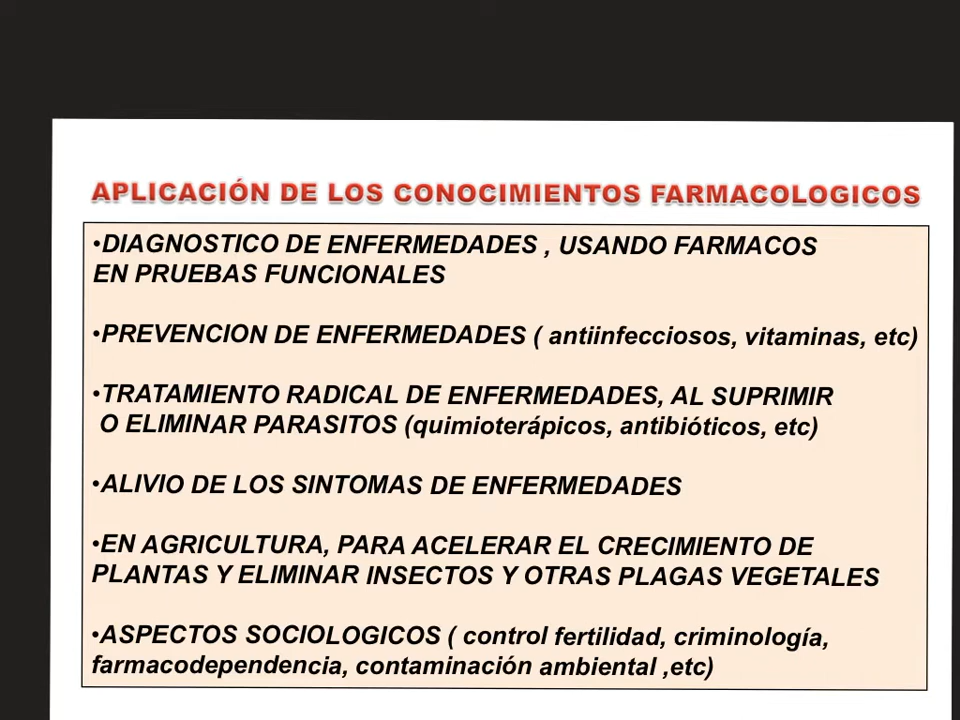 APLICACIÓN DE LOS CONOCIMIENTOS FARMACOLOGICOS
•DIAGNOSTICO DE ENFERMEDADES , USANDO FARMACOS
EN PRUEBAS FUNCIONALES
•PREVENCION DE ENFERMEDADES ( antiinfecciosos, vitaminas, etc)
•TRATAMIENTO RADICAL DE ENFERMEDADES, AL SUPRIMIR
O ELIMINAR PARASITOS (quimioterápicos, antibióticos, etc)
•ALIVIO DE LOS SINTOMAS DE ENFERMEDADES
•EN AGRICULTURA, PARA ACELERAR EL CRECIMIENTO DE
PLANTAS Y ELIMINAR INSECTOS Y OTRAS PLAGAS VEGETALES
•ASPECTOS SOCIOLOGICOS ( control fertilidad, criminología,
farmacodependencia, contaminación ambiental ,etc)